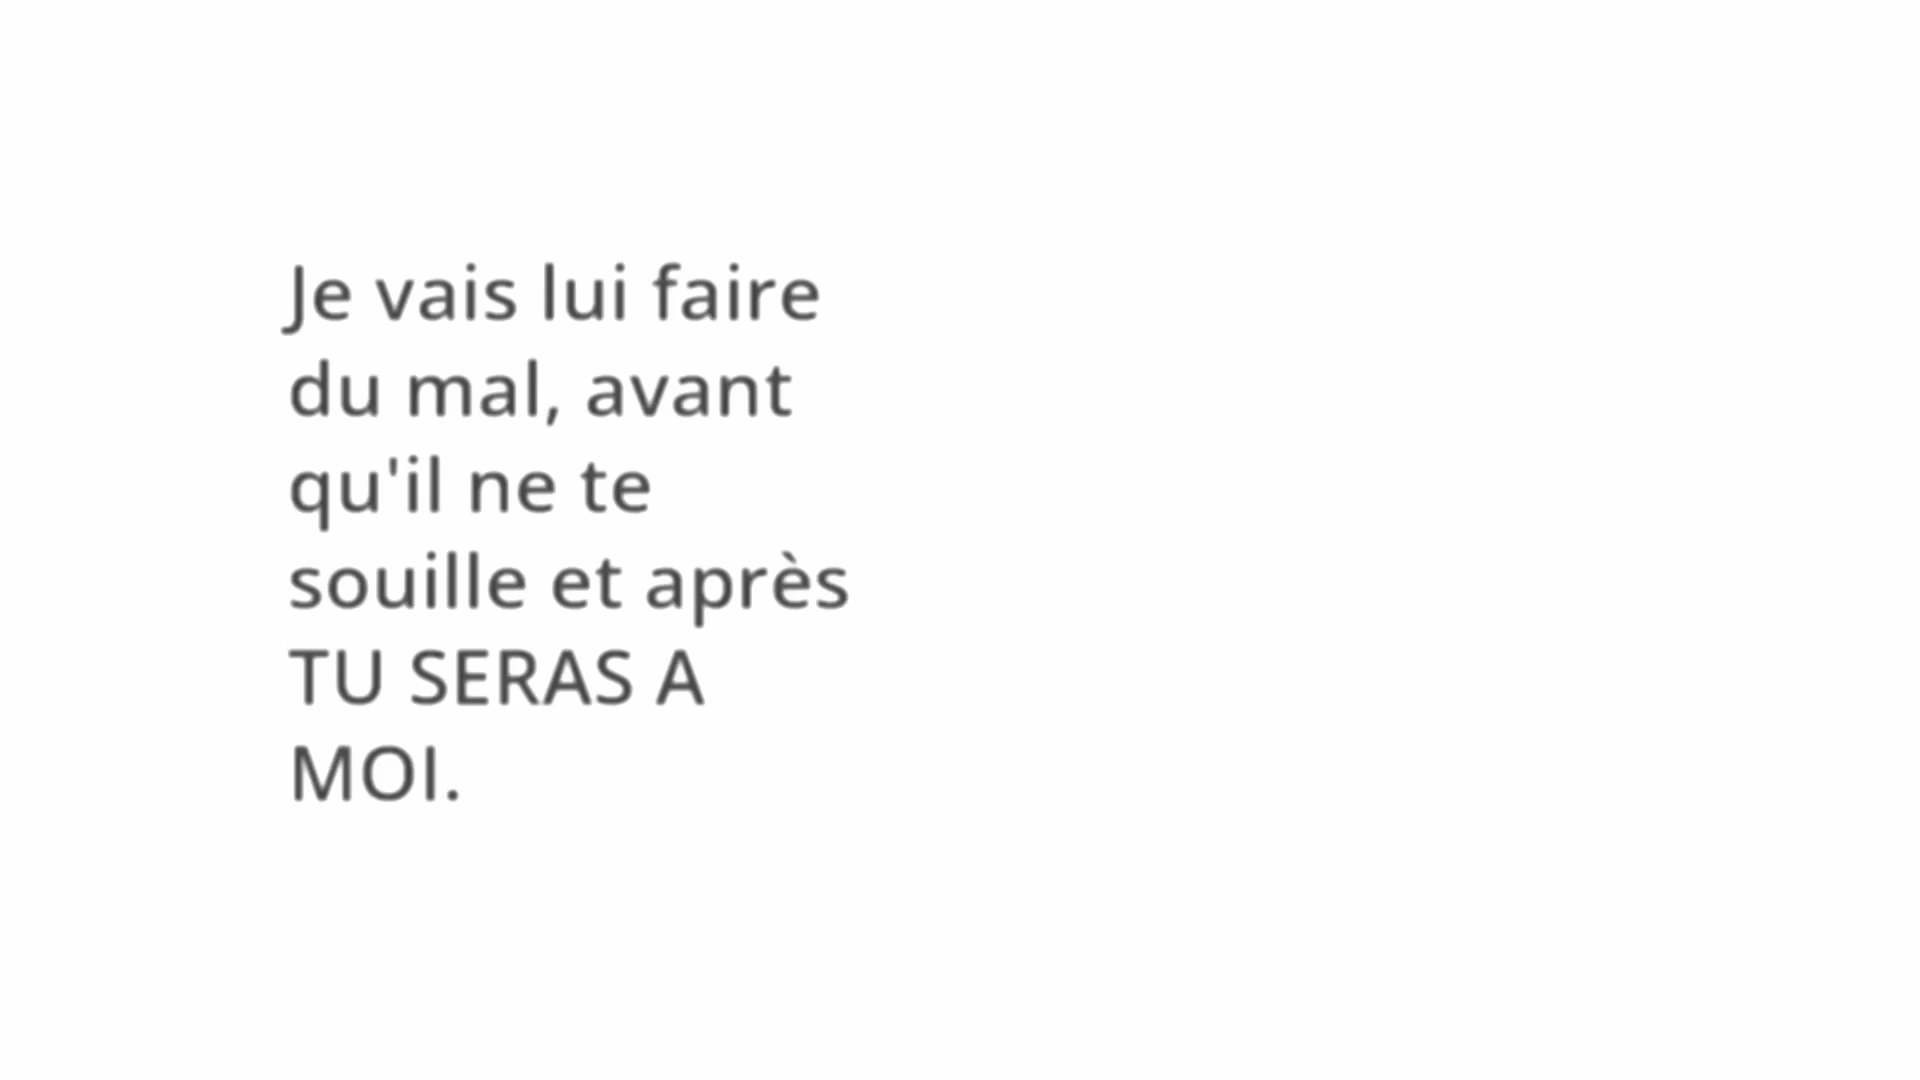 Je vais lui faire
du mal, avant
qu'il ne te
souille et après
TU SERAS A
MOI.